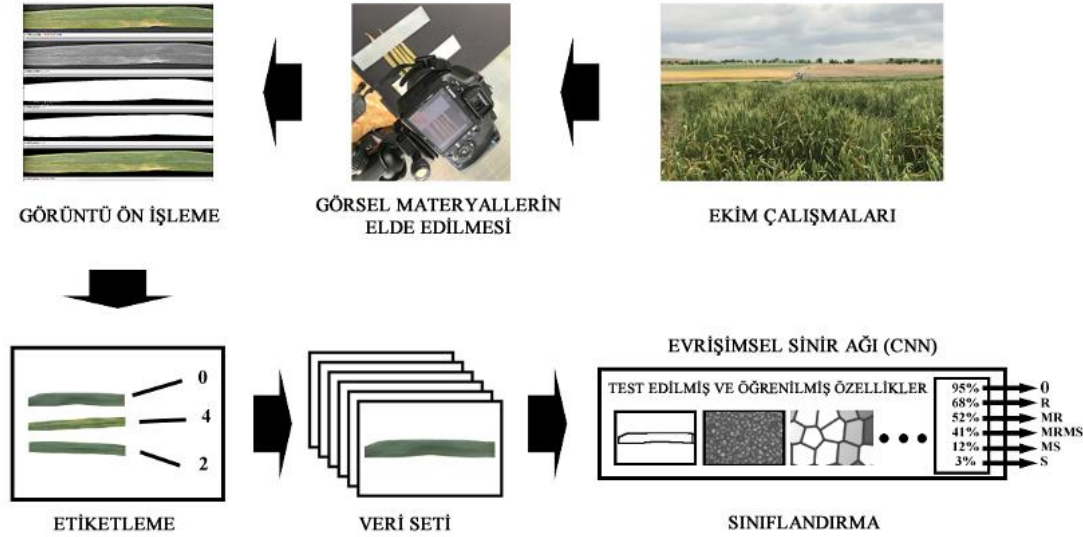 GÖRÜNTÜ ÖN İŞLEME
GÖRSEL MATERYALLERİN
ELDE EDİLMESİ
EKİM ÇALIŞMALARI
0
4
2
ETİKETLEME
VERİ SETİ
EVRİŞİMSEL SİNİR AĞI (CNN)
TEST EDİLMİŞ VE ÖĞRENİLMİŞ ÖZELLİKLER
95% 0
68% R
52% MR
41% MRMS
12% MS
3% S
SINIFLANDIRMA